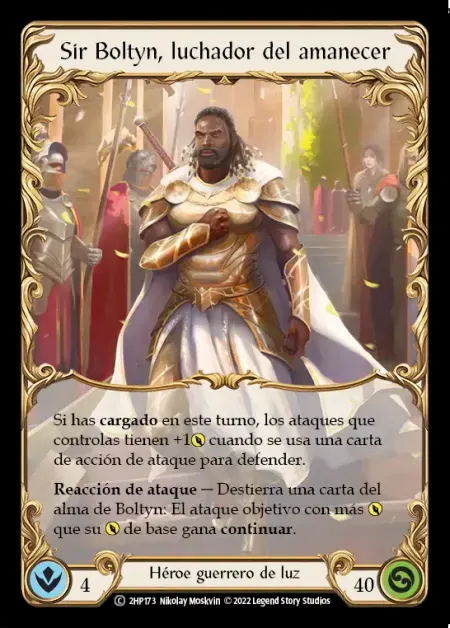 Sir Boltyn, luchador del amanecer
Si has cargado en este turno, los ataques que
controlas tienen +1 cuando se usa una carta
de acción de ataque para defender.
Reacción de ataque — Destierra una carta del
alma de Boltyn: El ataque objetivo con más
que su de base gana continuar.
4
Héroe guerrero de luz
40
C 2HP173 Nikolay Moskvin © 2022 Legend Story Studios